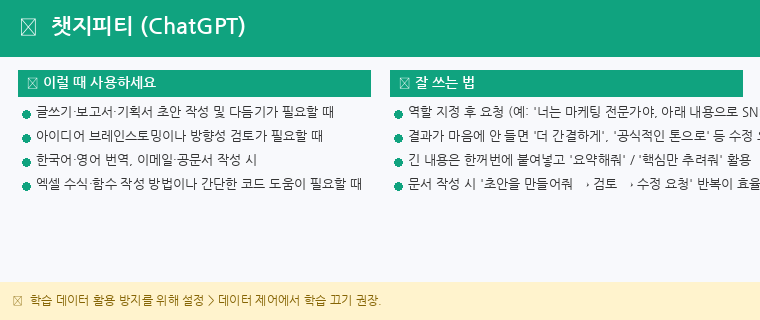 챗지피티 (ChatGPT)
이럴 때 사용하세요
글쓰기·보고서·기획서 초안 작성 및 다듬기가 필요할 때
아이디어 브레인스토밍이나 방향성 검토가 필요할 때
한국어·영어 번역, 이메일·공문서 작성 시
엑셀 수식·함수 작성 방법이나 간단한 코드 도움이 필요할 때
잘 쓰는 법
역할 지정 후 요청 (예: '너는 마케팅 전문가야, 아래 내용으로 SN
결과가 마음에 안 들면 '더 간결하게', '공식적인 톤으로' 등 수정
긴 내용은 한꺼번에 붙여넣고 '요약해줘' / '핵심만 추려줘' 활용
문서 작성 시 '초안을 만들어줘 → 검토 → 수정 요청' 반복이 효율
학습 데이터 활용 방지를 위해 설정 > 데이터 제어에서 학습 끄기 권장.